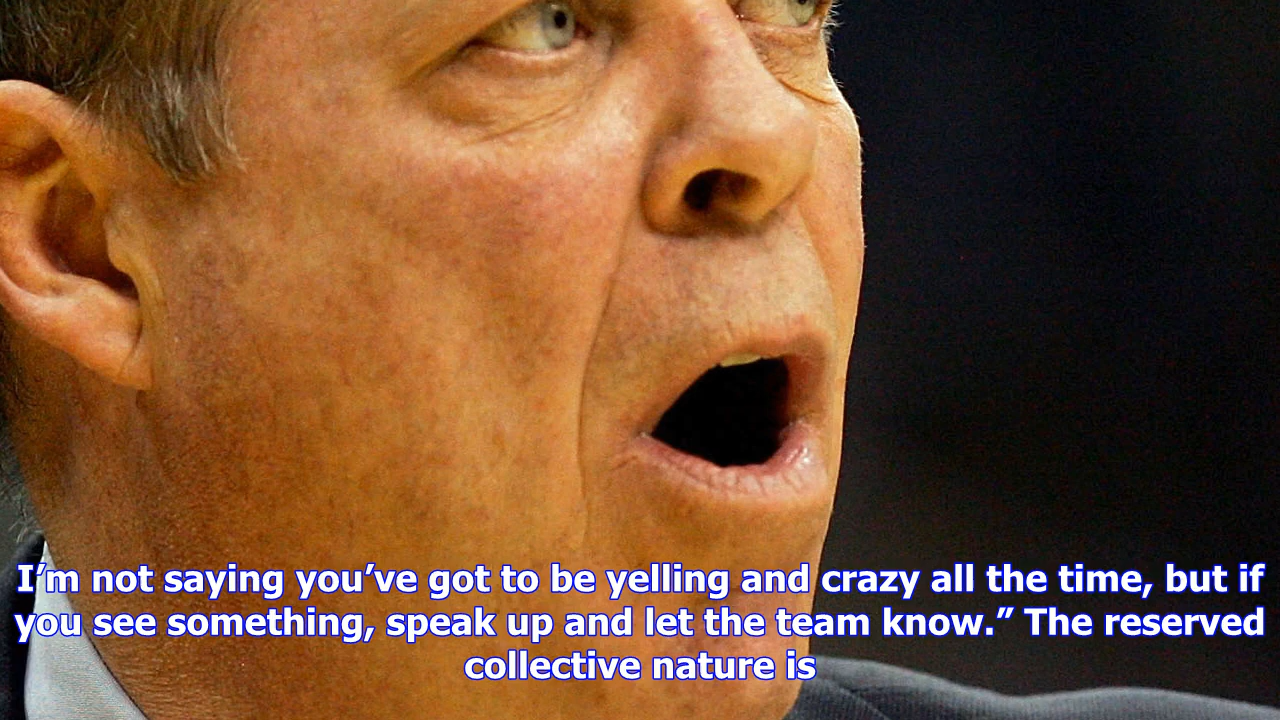 I’m not saying you’ve got to be yelling and crazy all the time, but if
you see something, speak up and let the team know.” The reserved
collective nature is